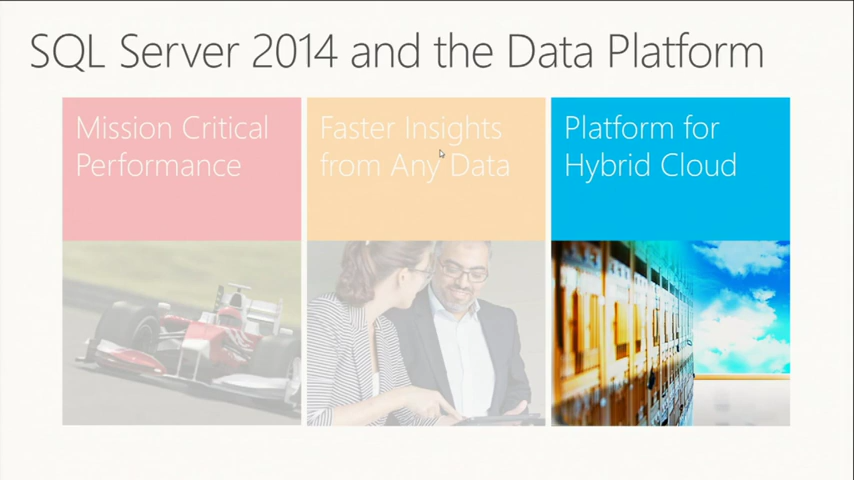 SQL Server 2014 and the Data Platform
Mission Critical
Performance
Faster Insights
from Any Data
Platform for
Hybrid Cloud